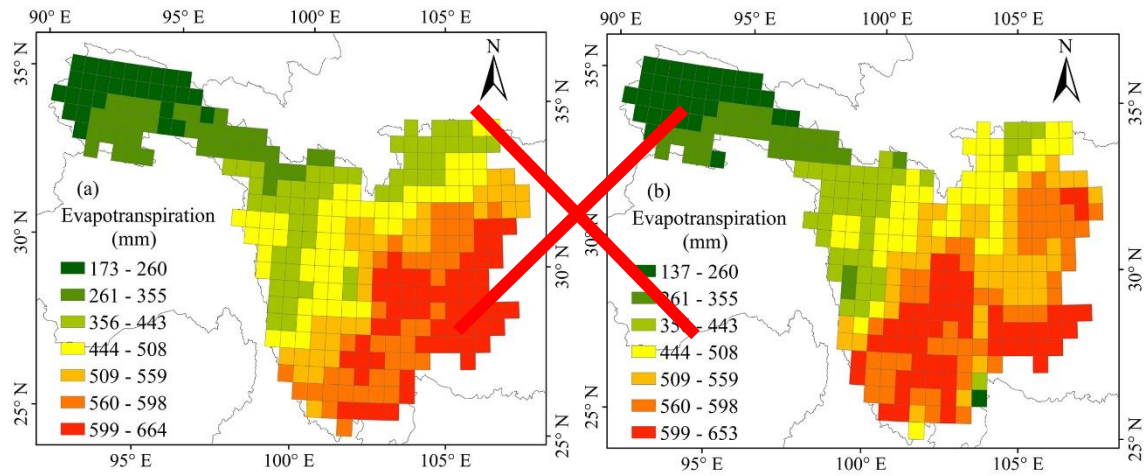 90° E 95° E 100° E 105° E
35° N
N
35° N
(a)
Evapotranspiration
(mm)
30° N
30° N
173 - 260
261 - 355
356 - 443
444 - 508
509 - 559
560 - 598
599 - 664
25° N
25° N
95° E 100° E 105° E
90° E 95° E 100° E 105° E
35° N
N
35° N
(b)
Evapotranspiration
(mm)
30° N
30° N
137 - 260
261 - 355
444 - 508
509 - 559
560 - 598
599 - 653
25° N
25° N
95° E 100° E 105° E